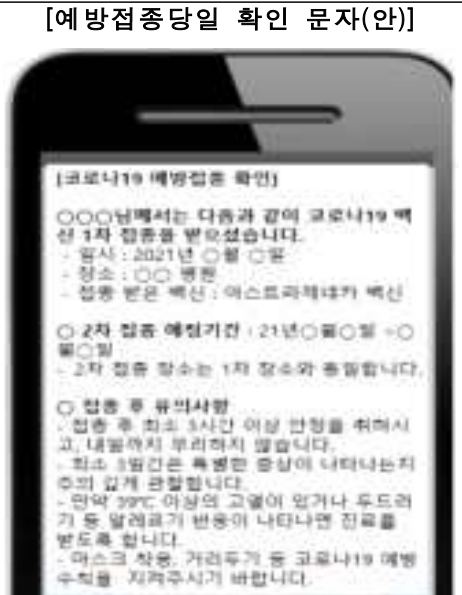 [예방접종당일 확인 문자(안)]
[코로나19 예방접종 확인]
○○○님께서는 다음과 같이 코로나19 백
신 1차 접종을 받으셨습니다.
- 일시 : 2021년 ○월 ○일
- 장소 : ○○ 병원
- 접종 받은 백신 : 아스트라제네카 백신
○ 2차 접종 예정기간 : 21년○월○일 ~○
월○일
- 2차 접종 장소는 1차 장소와 동일합니다.
○ 접종 후 유의사항
- 접종 후 최소 3시간 이상 안정을 취하시
고, 내일까지 무리하지 않습니다.
- 최소 3일간은 특별한 증상이 나타나는지
주의 깊게 관찰합니다.
- 만약 39℃ 이상의 고열이 있거나 두드러
기 등 알레르기 반응이 나타나면 진료를
받도록 합니다.
- 마스크 착용, 거리두기 등 코로나19 예방
수칙을 지켜주시기 바랍니다.